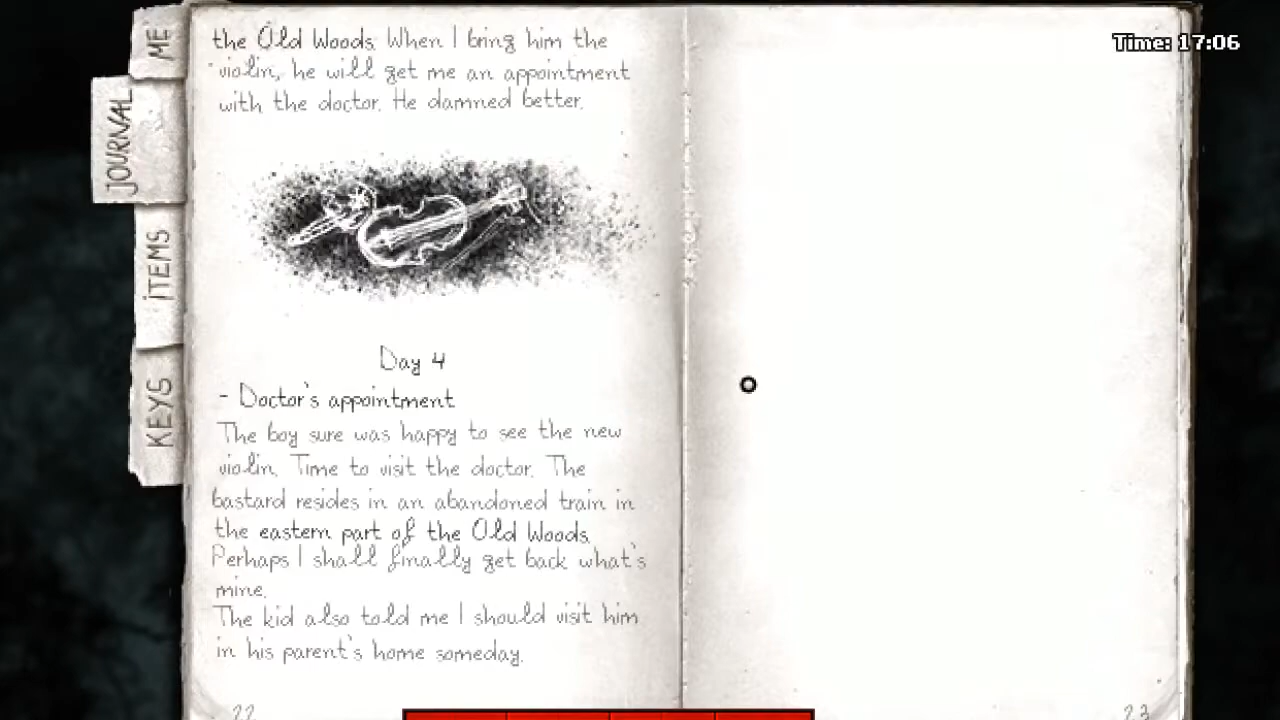 ME
JOURNAL
ITEMS
KEYS
the Old Woods. When I bring him the
violin, he will get me an appointment
with the doctor. He damned better.
Day 4
- Doctor's appointment
The boy sure was happy to see the new
violin. Time to visit the doctor. The
bastard resides in an abandoned train in
the eastern part of the Old Woods.
Perhaps I shall finally get back what's
mine.
The kid also told me I should visit him
in his parent's home someday.
22
Time: 17:06
23